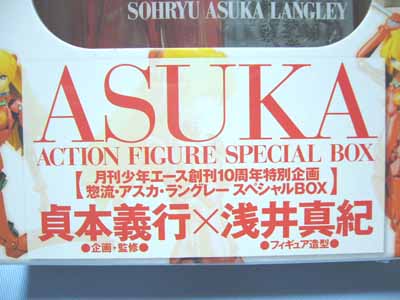 SOHRYU ASUKA LANGLEY
ASUKA
ACTION FIGURE SPECIAL BOX
【月刊少年エース創刊10周年特別企画
惣流・アスカ・ラングレー スペシャルBOX】
貞本義行×浅井真紀
●企画・監修● ●フィギュア造型●